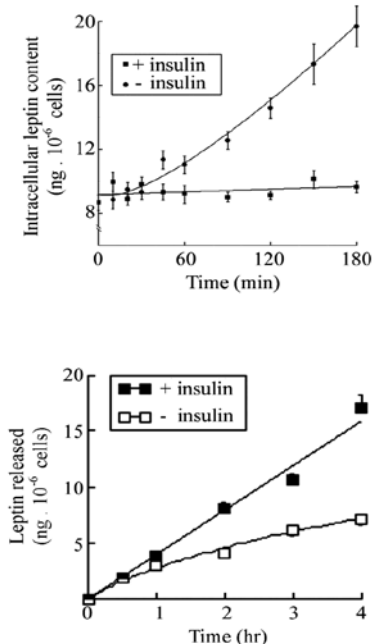 20
16
12
8
Intracellular leptin content
(ng . 10⁻⁶ cells)
+ insulin
- insulin
0 60 120 180
Time (min)
20
15
10
5
Leptin released
(ng . 10⁻⁶ cells)
+ insulin
- insulin
0 1 2 3 4
Time (hr)